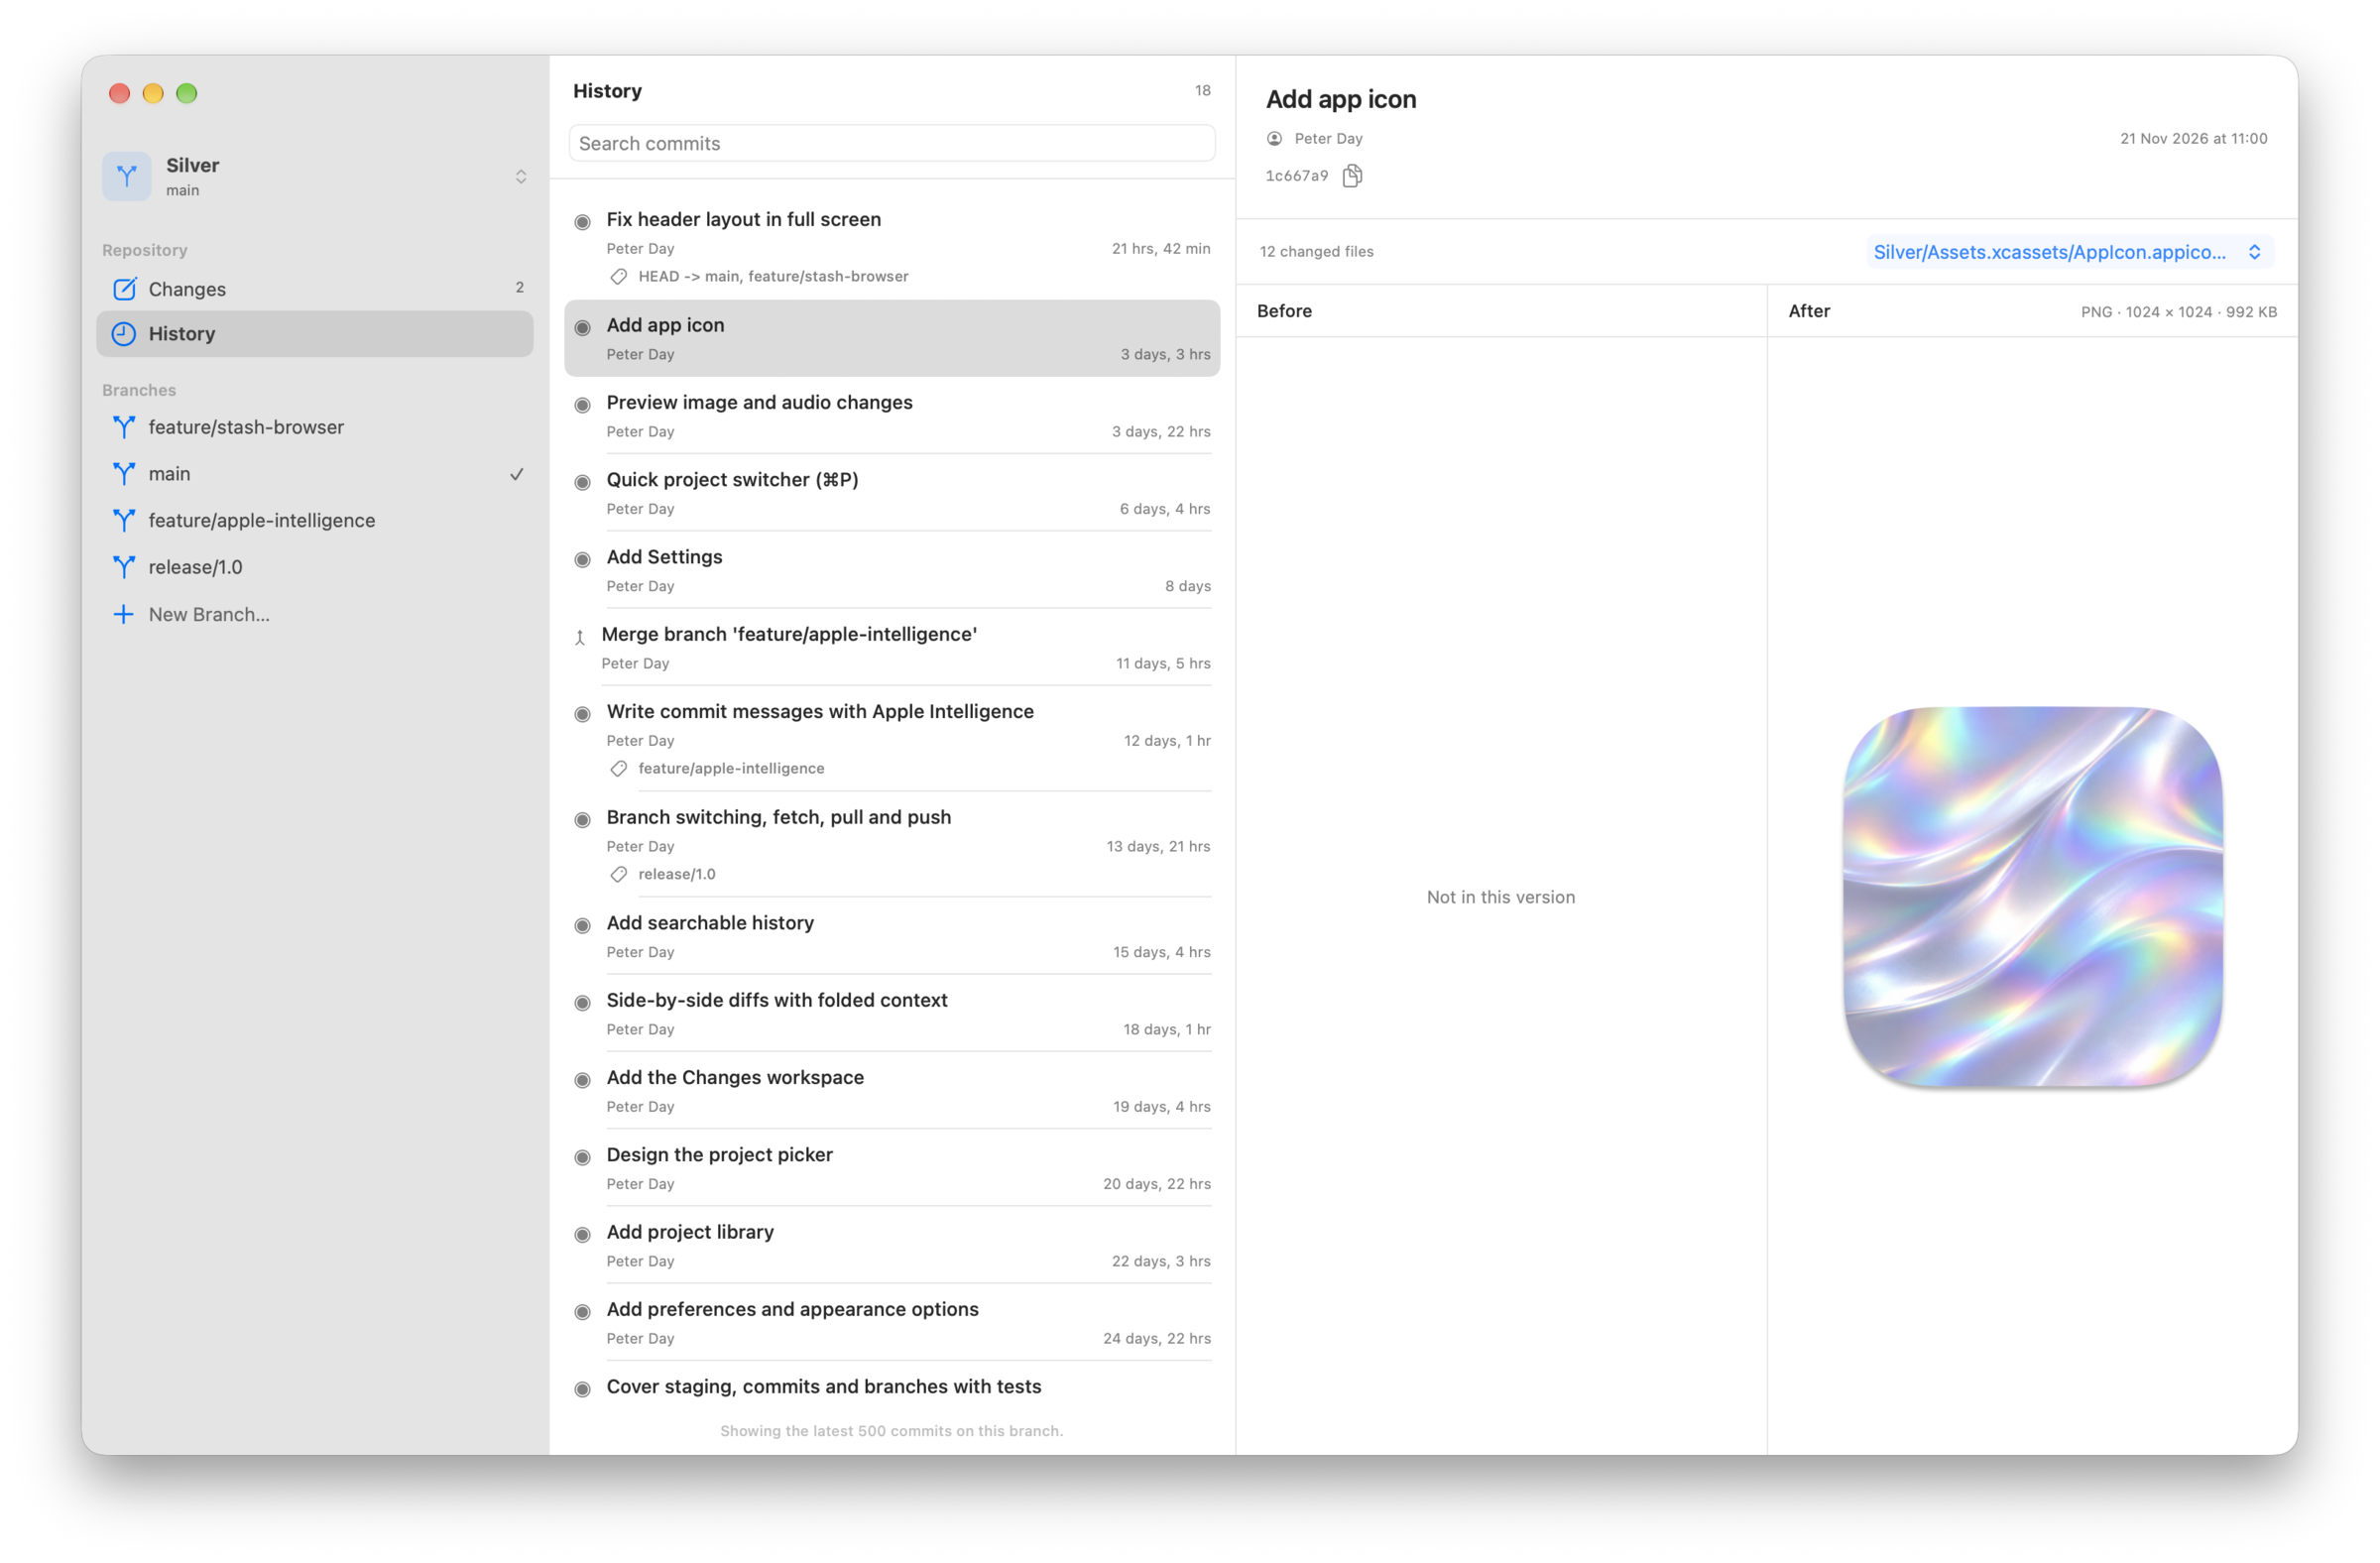 Silver
main
Repository
Changes 2
History
Branches
feature/stash-browser
main
feature/apple-intelligence
release/1.0
New Branch...
History 18
Search commits
Fix header layout in full screen
Peter Day 21 hrs, 42 min
HEAD -> main, feature/stash-browser
Add app icon
Peter Day 3 days, 3 hrs
Preview image and audio changes
Peter Day 3 days, 22 hrs
Quick project switcher (⌘P)
Peter Day 6 days, 4 hrs
Add Settings
Peter Day 8 days
Merge branch 'feature/apple-intelligence'
Peter Day 11 days, 5 hrs
Write commit messages with Apple Intelligence
Peter Day 12 days, 1 hr
feature/apple-intelligence
Branch switching, fetch, pull and push
Peter Day 13 days, 21 hrs
release/1.0
Add searchable history
Peter Day 15 days, 4 hrs
Side-by-side diffs with folded context
Peter Day 18 days, 1 hr
Add the Changes workspace
Peter Day 19 days, 4 hrs
Design the project picker
Peter Day 20 days, 22 hrs
Add project library
Peter Day 22 days, 3 hrs
Add preferences and appearance options
Peter Day 24 days, 22 hrs
Cover staging, commits and branches with tests
Showing the latest 500 commits on this branch.
Add app icon
Peter Day 21 Nov 2026 at 11:00
1c667a9
12 changed files Silver/Assets.xcassets/AppIcon.appico...
Before
After PNG · 1024 × 1024 · 992 KB
Not in this version